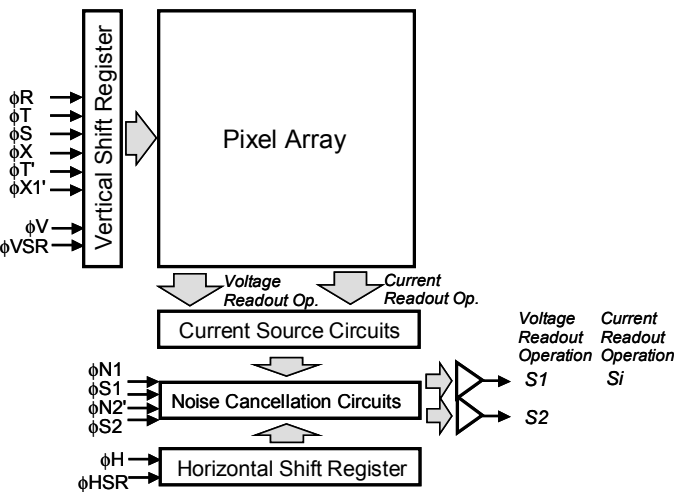 Vertical Shift Register
ϕR
ϕT
ϕS
ϕX
ϕT'
ϕX1'
ϕV
ϕVSR
Pixel Array
Voltage
Readout Op.
Current
Readout Op.
Current Source Circuits
Voltage
Readout
Operation
Current
Readout
Operation
ϕN1
ϕS1
ϕN2'
ϕS2
Noise Cancellation Circuits
S1
Si
S2
ϕH
ϕHSR
Horizontal Shift Register